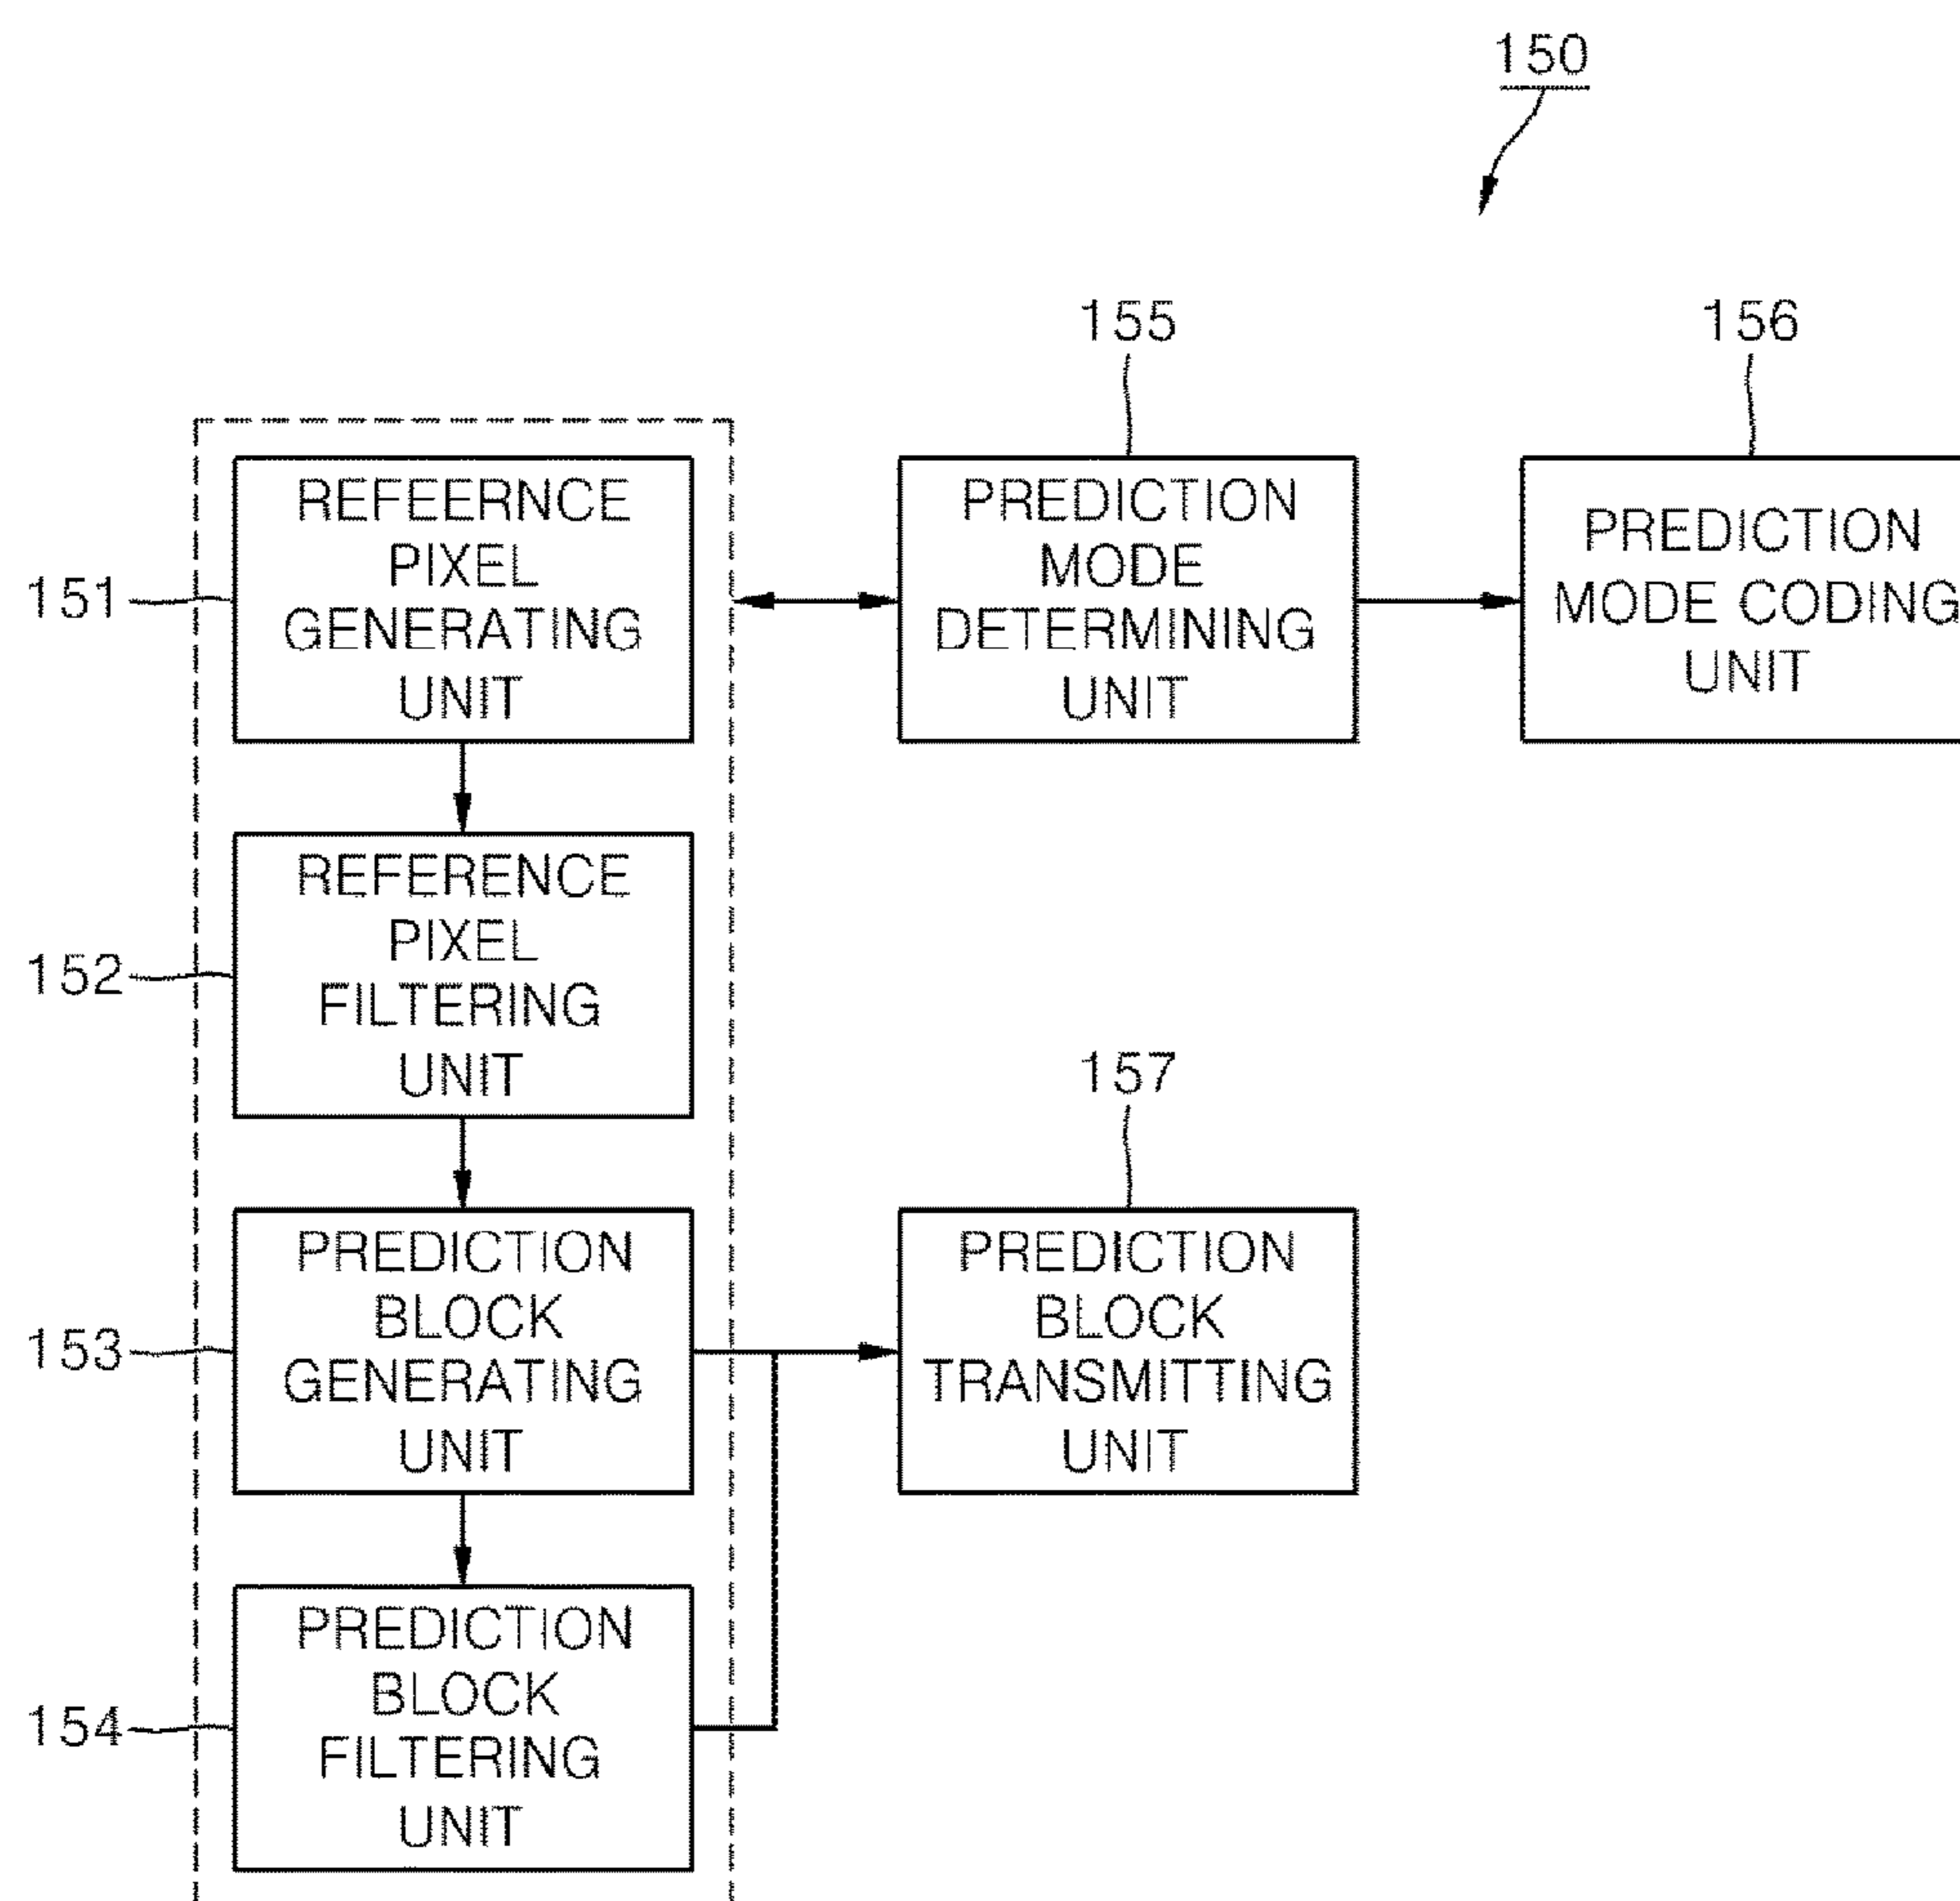 150
155
156
REFEERNCE
PIXEL
GENERATING
UNIT
151
PREDICTION
MODE
DETERMINING
UNIT
PREDICTION
MODE CODING
UNIT
REFERENCE
PIXEL
FILTERING
UNIT
152
157
PREDICTION
BLOCK
GENERATING
UNIT
153
PREDICTION
BLOCK
TRANSMITTING
UNIT
PREDICTION
BLOCK
FILTERING
UNIT
154